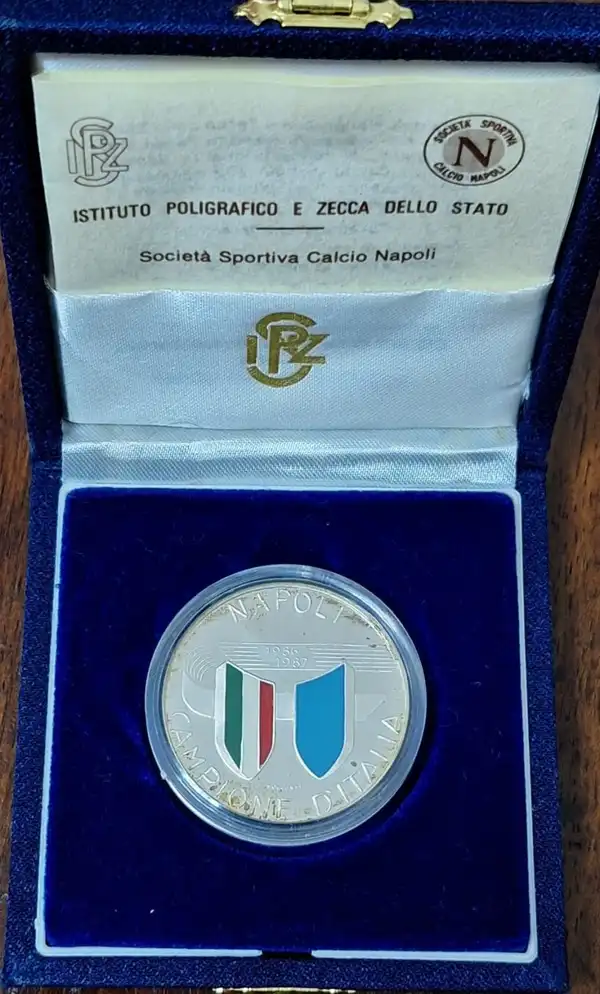 IPZS
SOCIETÀ SPORTIVA
N
CALCIO NAPOLI
ISTITUTO POLIGRAFICO E ZECCA DELLO STATO
Società Sportiva Calcio Napoli
IPZS
NAPOLI
1986
1987
CAMPIONE D'ITALIA